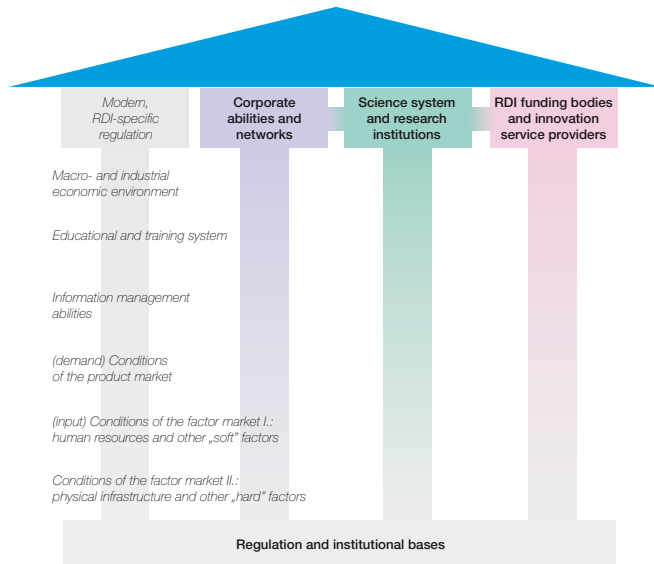 Modern,
RDI-specific
regulation
Corporate
abilities and
networks
Science system
and research
institutions
RDI funding bodies
and innovation
service providers
Macro- and industrial
economic environment
Educational and training system
Information management
abilities
(demand) Conditions
of the product market
(input) Conditions of the factor market I.:
human resources and other „soft” factors
Conditions of the factor market II.:
physical infrastructure and other „hard” factors
Regulation and institutional bases